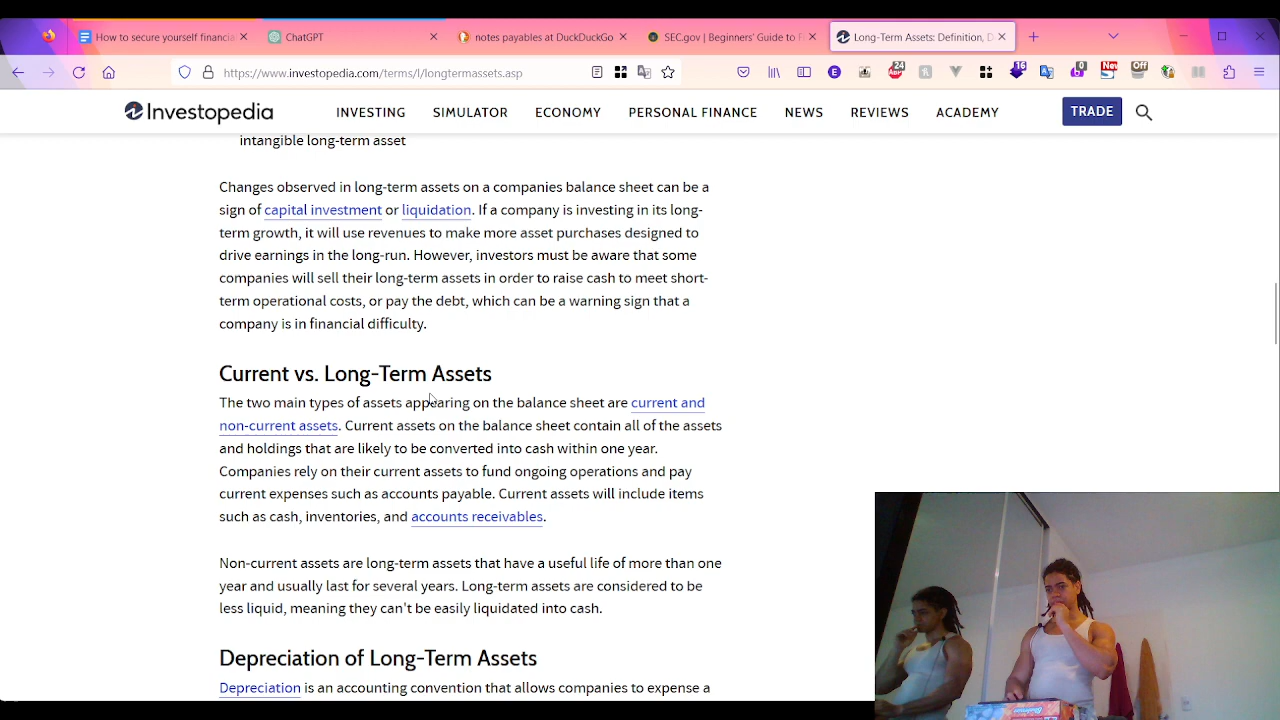 How to secure yourself financia
ChatGPT
notes payables at DuckDuckGo
SEC.gov | Beginners' Guide to F
Long-Term Assets: Definition, D
https://www.investopedia.com/terms/l/longtermassets.asp
24
16
0
New
Off
Investopedia
INVESTING
SIMULATOR
ECONOMY
PERSONAL FINANCE
NEWS
REVIEWS
ACADEMY
TRADE
intangible long-term asset
Changes observed in long-term assets on a companies balance sheet can be a
sign of capital investment or liquidation. If a company is investing in its long-
term growth, it will use revenues to make more asset purchases designed to
drive earnings in the long-run. However, investors must be aware that some
companies will sell their long-term assets in order to raise cash to meet short-
term operational costs, or pay the debt, which can be a warning sign that a
company is in financial difficulty.
Current vs. Long-Term Assets
The two main types of assets appearing on the balance sheet are current and
non-current assets. Current assets on the balance sheet contain all of the assets
and holdings that are likely to be converted into cash within one year.
Companies rely on their current assets to fund ongoing operations and pay
current expenses such as accounts payable. Current assets will include items
such as cash, inventories, and accounts receivables.
Non-current assets are long-term assets that have a useful life of more than one
year and usually last for several years. Long-term assets are considered to be
less liquid, meaning they can't be easily liquidated into cash.
Depreciation of Long-Term Assets
Depreciation is an accounting convention that allows companies to expense a